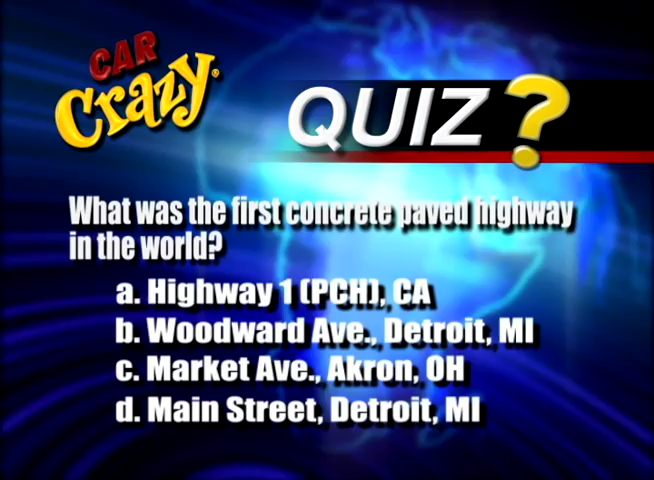 CAR
Crazy®
QUIZ?
What was the first concrete paved highway
in the world?
a. Highway 1 (PCH), CA
b. Woodward Ave., Detroit, MI
c. Market Ave., Akron, OH
d. Main Street, Detroit, MI